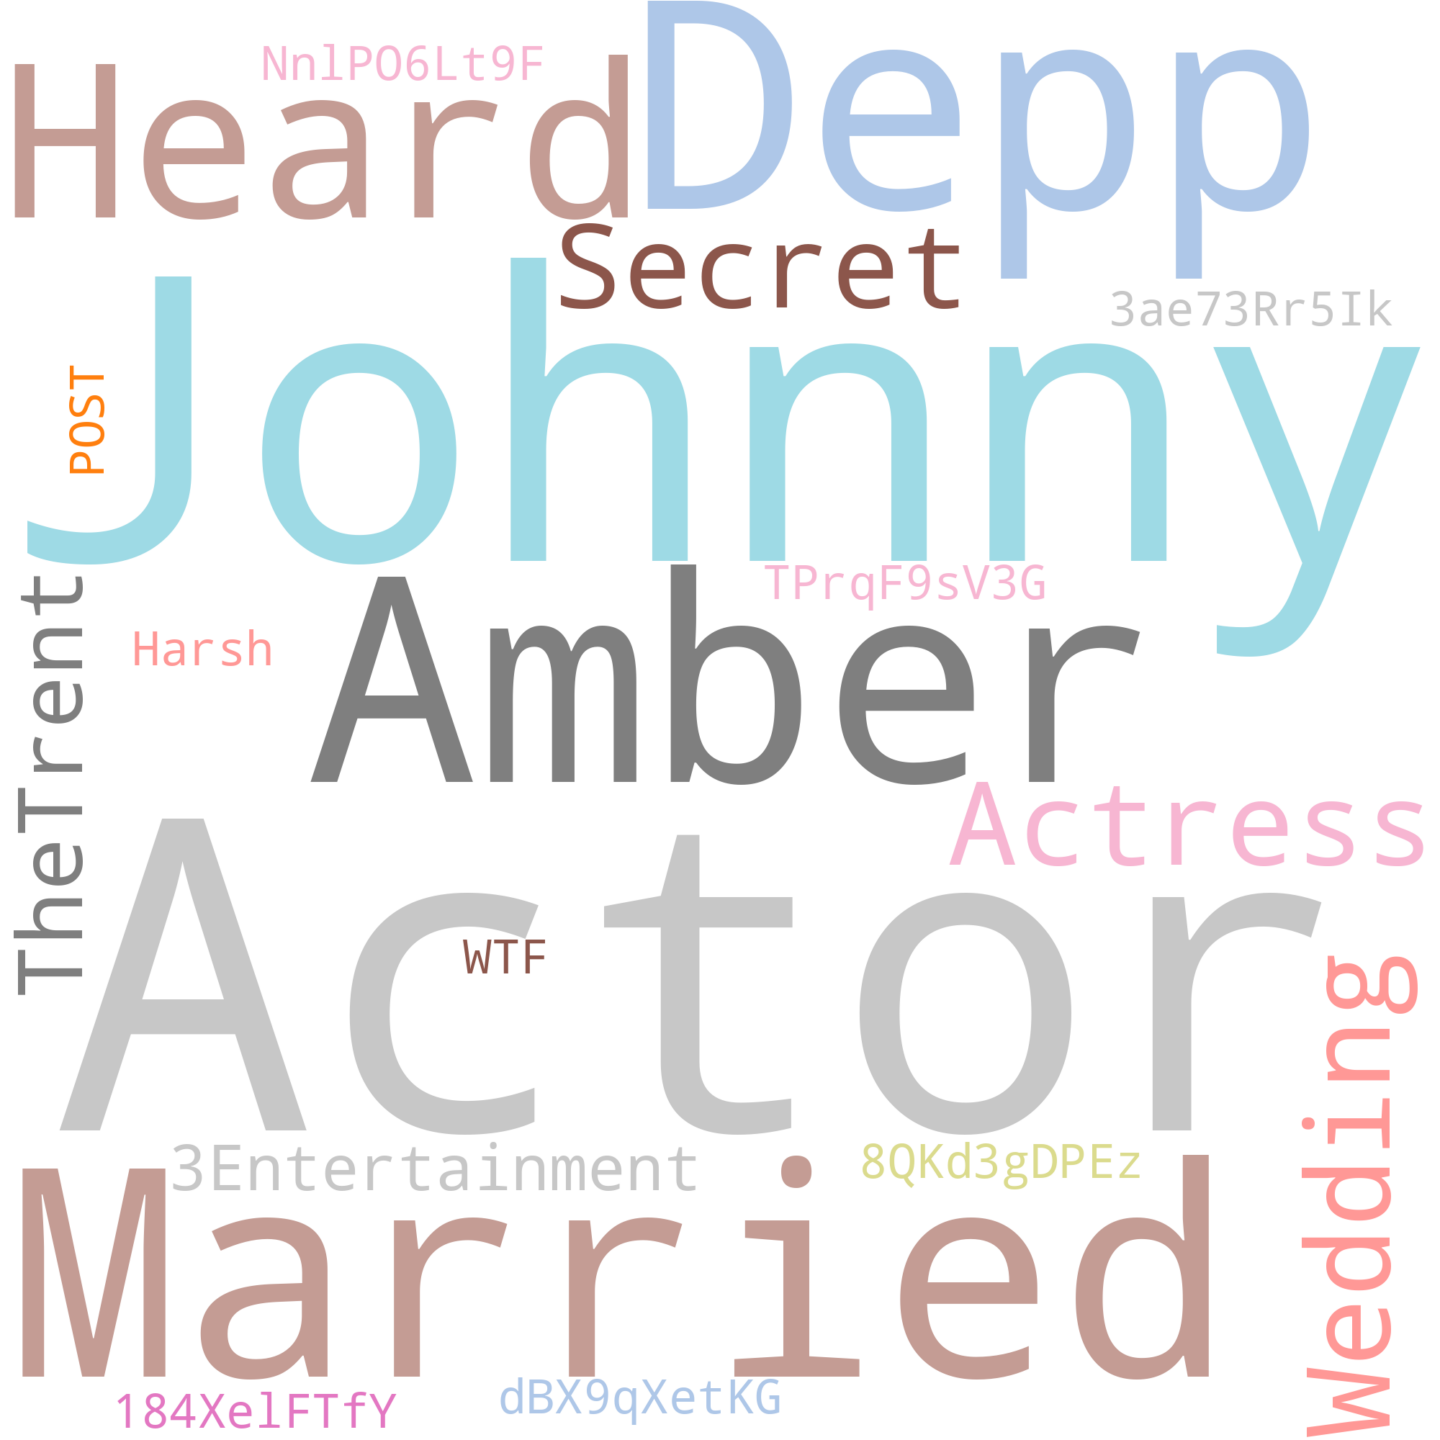 NnlPO6Lt9F
Heard
Depp
Secret
3ae73Rr5Ik
Johnny
POST
TPrqF9sV3G
Harsh
Amber
TheTrent
Actress
Actor
WTF
Wedding
3Entertainment
8QKd3gDPEz
Married
184XelFTfY
dBX9qXetKG